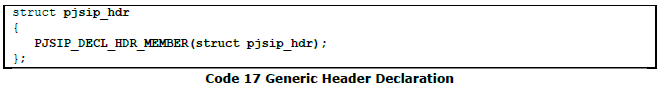 struct pjsip_hdr
{
    PJSIP_DECL_HDR_MEMBER(struct pjsip_hdr);
};
Code 17 Generic Header Declaration